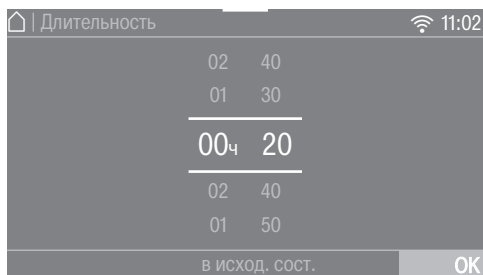 | Длительность 11:02
02 40
01 30
00ч 20
02 40
01 50
в исход. сост. OK